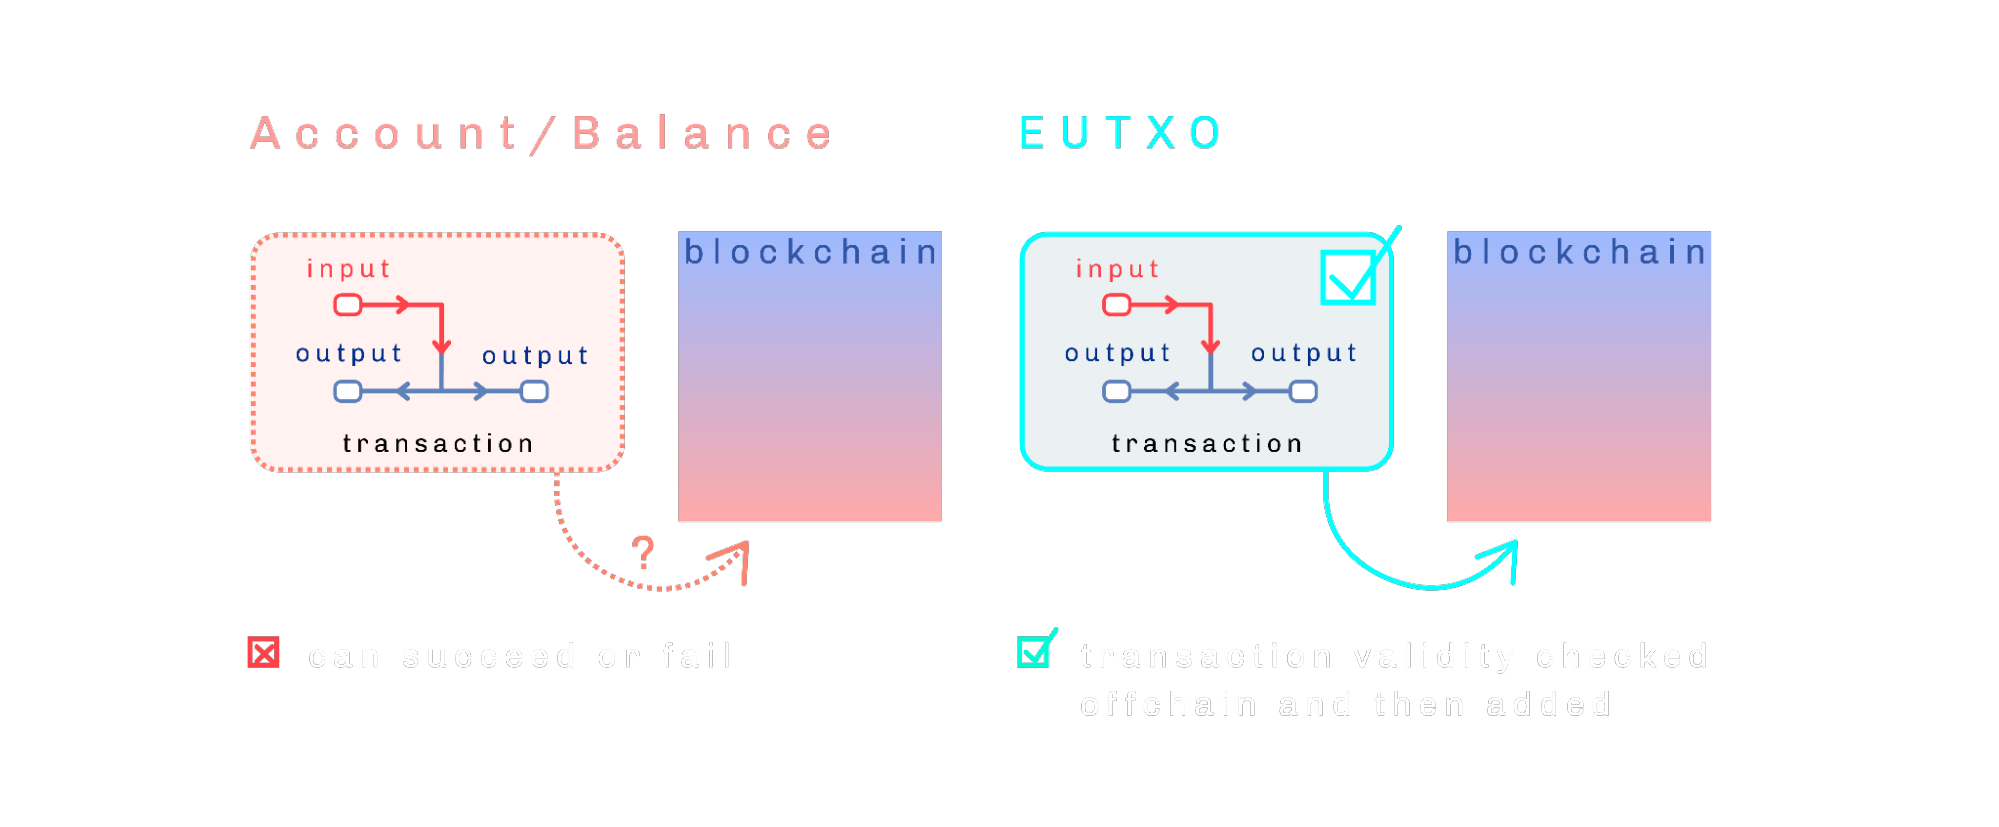 Account/Balance
input
output
output
transaction
blockchain
?
can succeed or fail
EUTXO
input
output
output
transaction
blockchain
transaction validity checked
offchain and then added